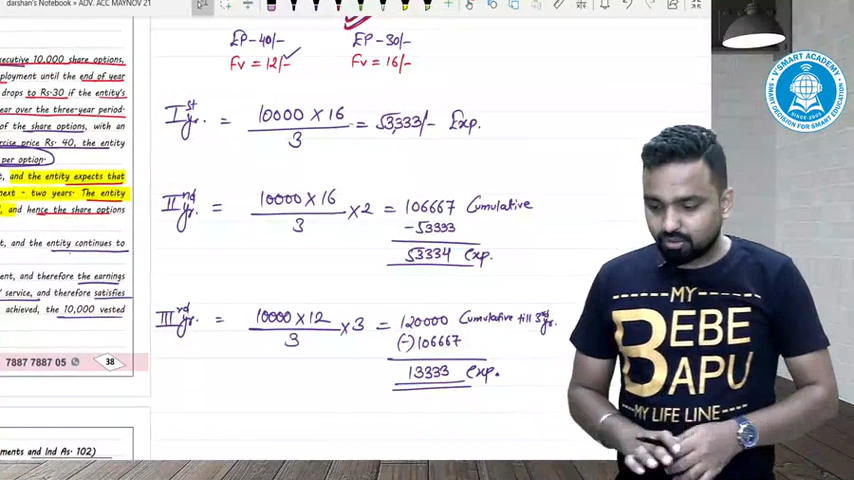 darshan's Notebook » ADV. ACC MAYNOV 21
EP-40/-
EP-30/-
FV = 12/-
FV = 16/-
xecutive 10,000 share options,
ployment until the end of year
drops to Rs·30 if the entity's
year over the three-year period·
of the share options, with an
rcise price Rs· 40, the entity
per option·
t, and the entity expects that
next - two years· The entity
, and hence the share options
t, and the entity continues to
ent, and therefore the earnings
service, and therefore satisfies
achieved, the 10,000 vested
7887 7887 05
38
ments and Ind As. 102)
Ist yr. = 10000 X 16 / 3 = 53,333/- Exp.
IInd yr. = 10000 X 16 / 3 X 2 = 106667 Cumulative
-53333
53334 exp.
IIIrd yr. = 10000 X 12 / 3 X 3 = 120000 Cumulative till 3rd yr.
(-) 106667
13333 exp.
V'SMART ACADEMY
SMART DECISION FOR SMART EDUCATION
SINCE-2003
MY
BEBE
BAPU
MY LIFE LINE